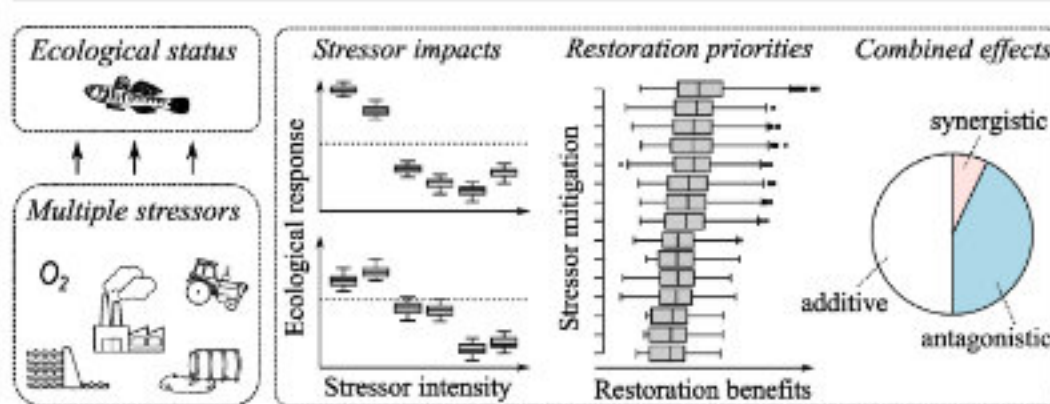 Ecological status
Multiple stressors
O2
Stressor impacts
Ecological response
Stressor intensity
Restoration priorities
Stressor mitigation
Restoration benefits
Combined effects
synergistic
additive
antagonistic